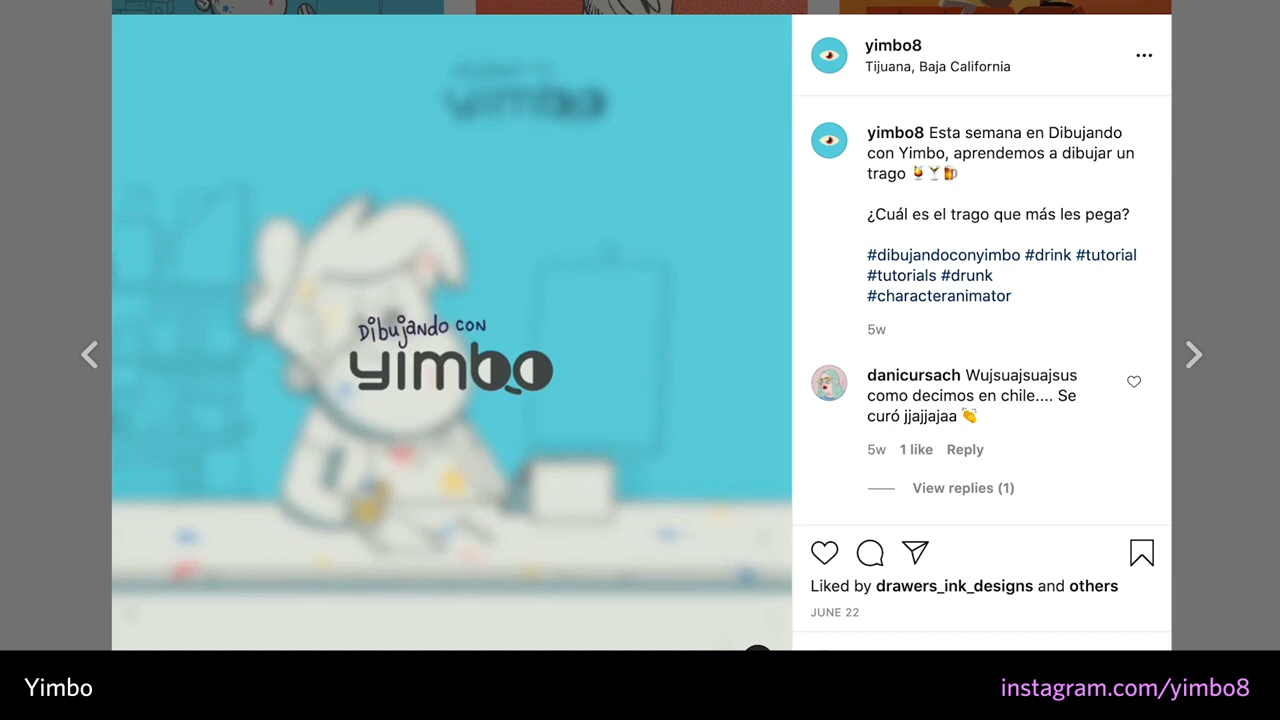 yimbo
Dibujando con
yimbo
yimbo8
Tijuana, Baja California
yimbo8 Esta semana en Dibujando
con Yimbo, aprendemos a dibujar un
trago 🍹🍸🍺
¿Cuál es el trago que más les pega?
#dibujandoconyimbo #drink #tutorial
#tutorials #drunk
#characteranimator
5w
danicursach Wujsuajsuajsus
como decimos en chile.... Se
curó jjajjajaa 👏
5w 1 like Reply
View replies (1)
Liked by drawers_ink_designs and others
JUNE 22
Yimbo
instagram.com/yimbo8